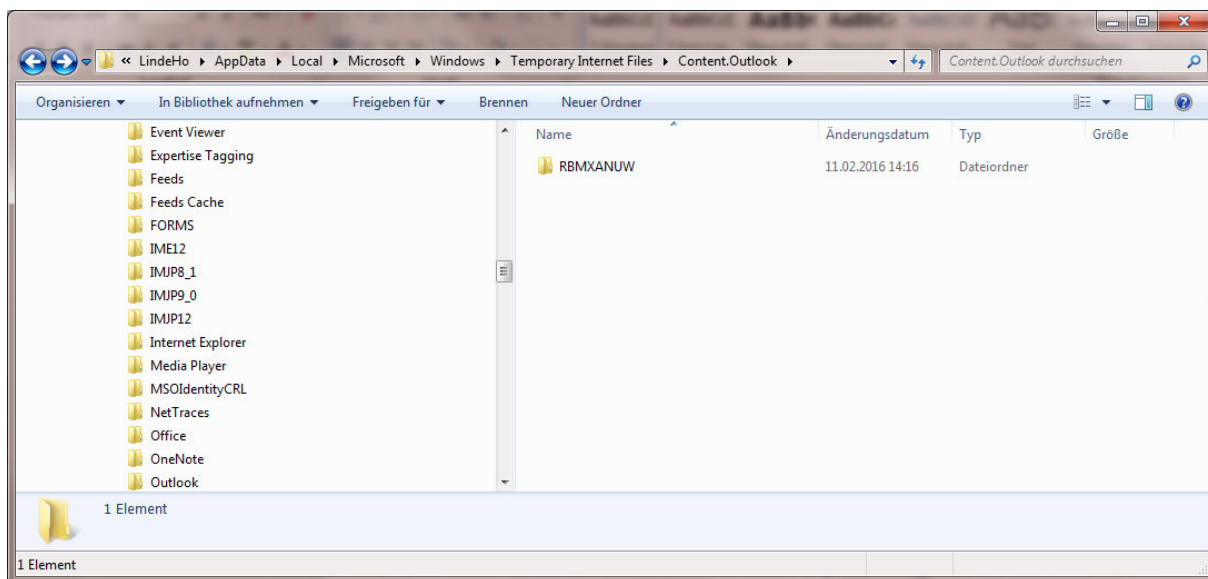 « LindeHo ▸ AppData ▸ Local ▸ Microsoft ▸ Windows ▸ Temporary Internet Files ▸ Content.Outlook ▸ Content.Outlook durchsuchen
Organisieren In Bibliothek aufnehmen Freigeben für Brennen Neuer Ordner
Event Viewer
Expertise Tagging
Feeds
Feeds Cache
FORMS
IME12
IMJP8_1
IMJP9_0
IMJP12
Internet Explorer
Media Player
MSOIdentityCRL
NetTraces
Office
OneNote
Outlook
Name Änderungsdatum Typ Größe
RBMXANUW 11.02.2016 14:16 Dateiordner
1 Element
1 Element